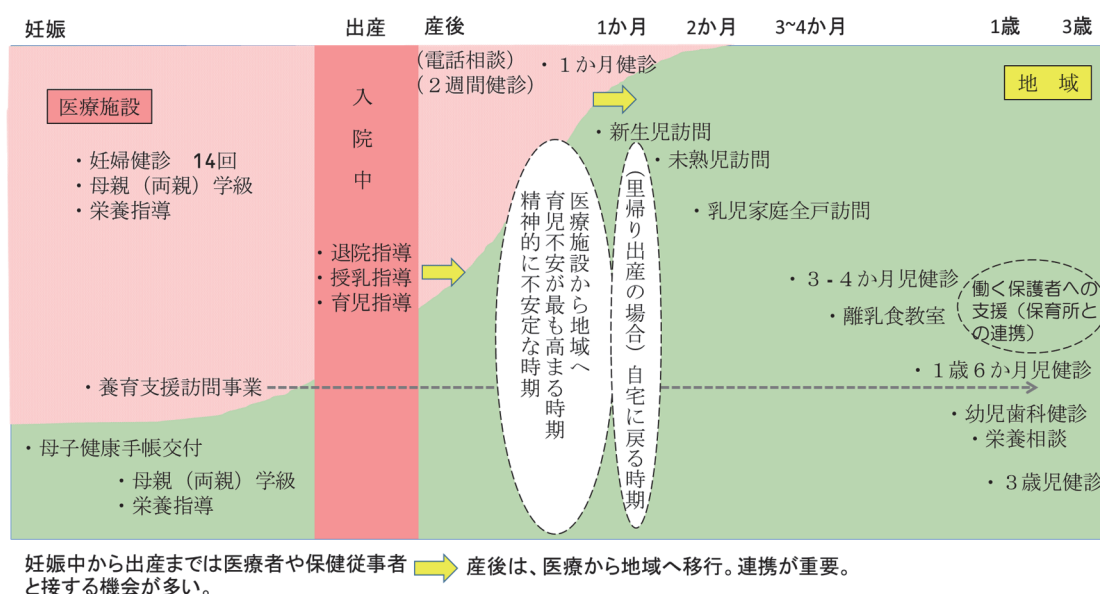 妊娠
出産
産後
1か月
2か月
3~4か月
1歳
3歳
医療施設
・妊婦健診　14回
・母親（両親）学級
・栄養指導
入院中
・退院指導
・授乳指導
・育児指導
(電話相談)
(２週間健診)
・１か月健診
地　域
・新生児訪問
・未熟児訪問
・乳児家庭全戸訪問
・３-４か月児健診
・離乳食教室
働く保護者への
支援（保育所と
の連携）
・１歳６か月児健診
・幼児歯科健診
・栄養相談
・３歳児健診
医療施設から地域へ
育児不安が最も高まる時期
精神的に不安定な時期
（里帰り出産の場合）自宅に戻る時期
・養育支援訪問事業
・母子健康手帳交付
・母親（両親）学級
・栄養指導
妊娠中から出産までは医療者や保健従事者
と接する機会が多い。
産後は、医療から地域へ移行。連携が重要。